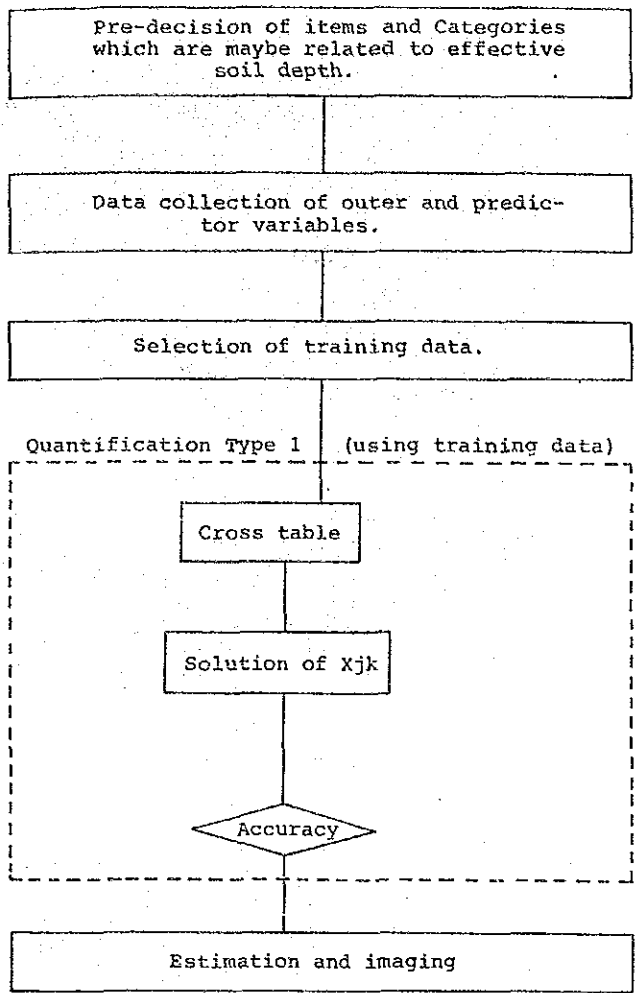 Pre-decision of items and Categories
which are maybe related to effective
soil depth.
Data collection of outer and predic-
tor variables.
Selection of training data.
Quantification Type 1 (using training data)
Cross table
Solution of Xjk
Accuracy
Estimation and imaging